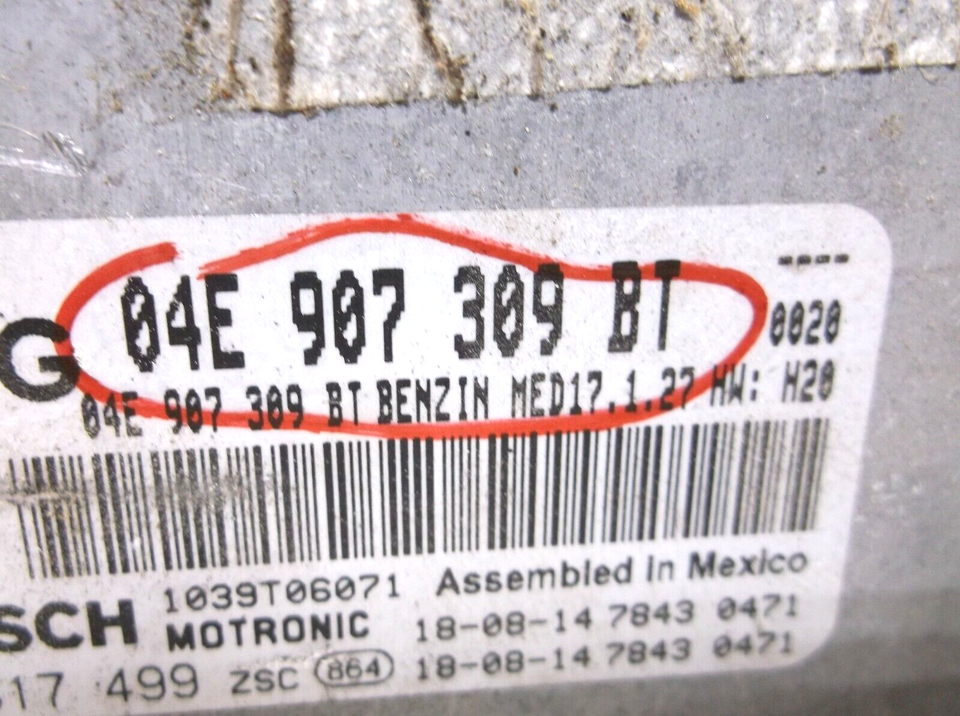 04E 907 309 BT
----
0020
G
04E 907 309 BT BENZIN MED17.1.27 HW: H20
1039T06071 Assembled in Mexico
SCH MOTRONIC 18-08-14 7843 0471
17 499 ZSC 864 18-08-14 7843 0471